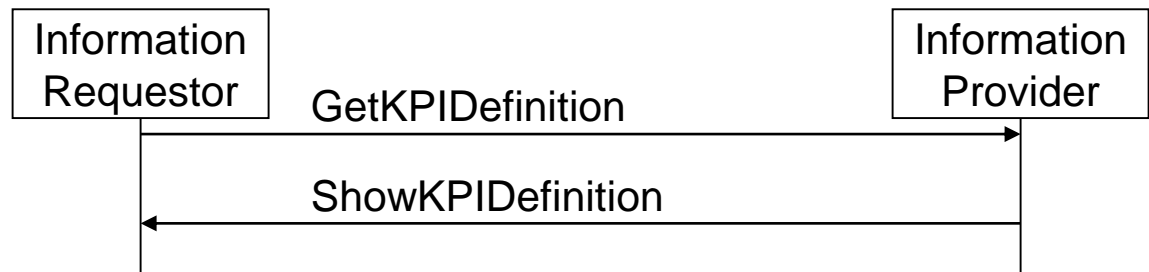 Information
Requestor
Information
Provider
GetKPIDefinition
ShowKPIDefinition